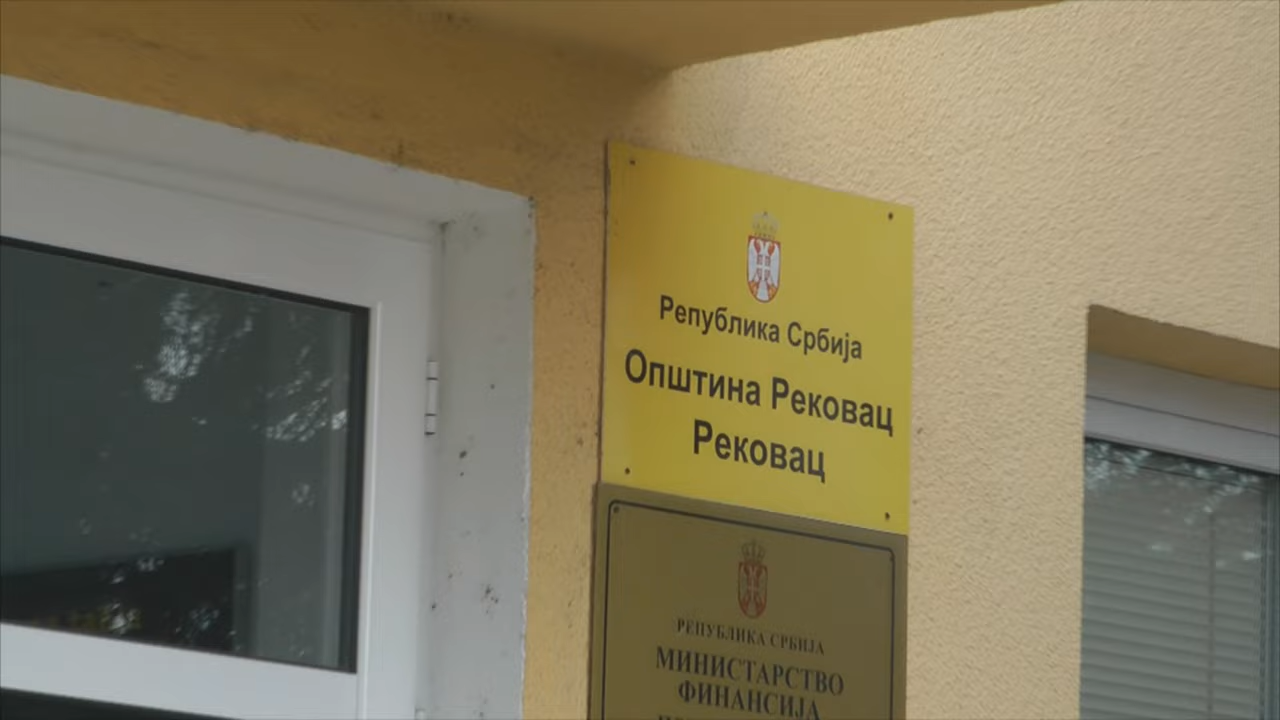 Република Србија
Општина Рековац
Рековац
РЕПУБЛИКА СРБИЈА
МИНИСТАРСТВО
ФИНАНСИЈА